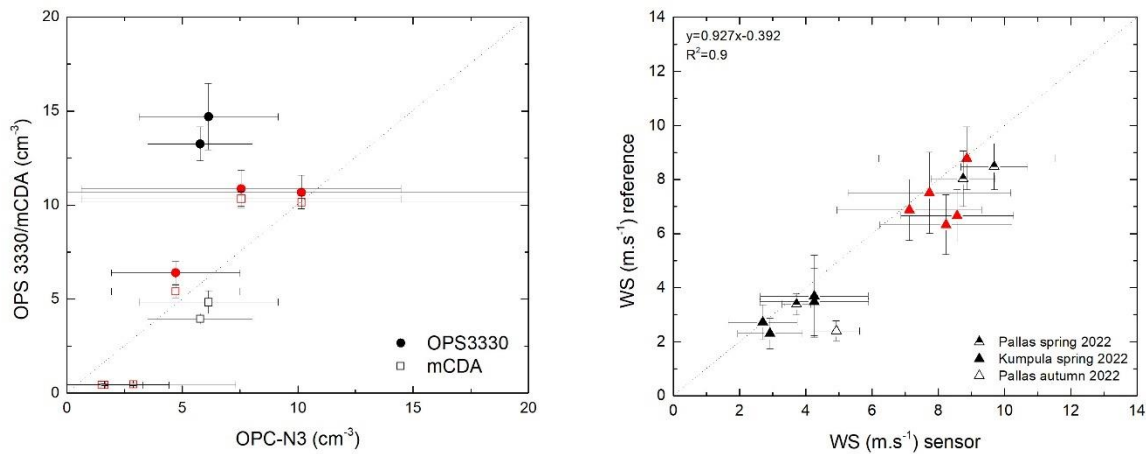 20
15
10
5
0
0
5
10
15
20
OPS 3330/mCDA (cm⁻³)
OPC-N3 (cm⁻³)
OPS3330
mCDA
y=0.927x-0.392
R²=0.9
14
12
10
8
6
4
2
0
0
2
4
6
8
10
12
14
WS (m.s⁻¹) reference
WS (m.s⁻¹) sensor
Pallas spring 2022
Kumpula spring 2022
Pallas autumn 2022